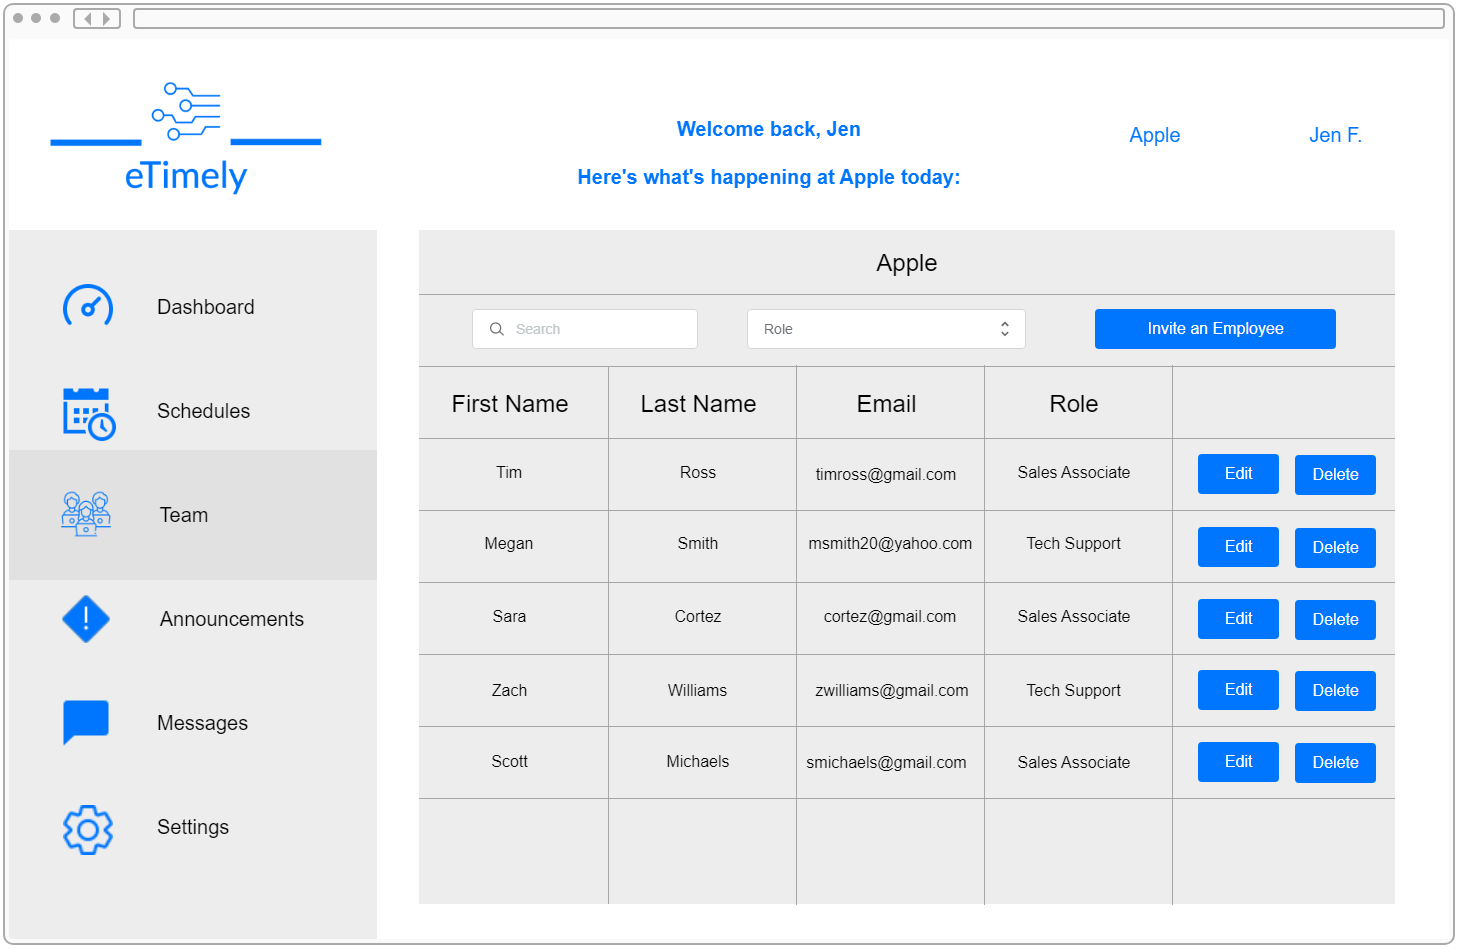 eTimely
Welcome back, Jen
Here's what's happening at Apple today:
Apple
Jen F.
Dashboard
Schedules
Team
Announcements
Messages
Settings
Apple
Search
Role
Invite an Employee
First Name Last Name Email Role
Tim Ross timross@gmail.com Sales Associate Edit Delete
Megan Smith msmith20@yahoo.com Tech Support Edit Delete
Sara Cortez cortez@gmail.com Sales Associate Edit Delete
Zach Williams zwilliams@gmail.com Tech Support Edit Delete
Scott Michaels smichaels@gmail.com Sales Associate Edit Delete